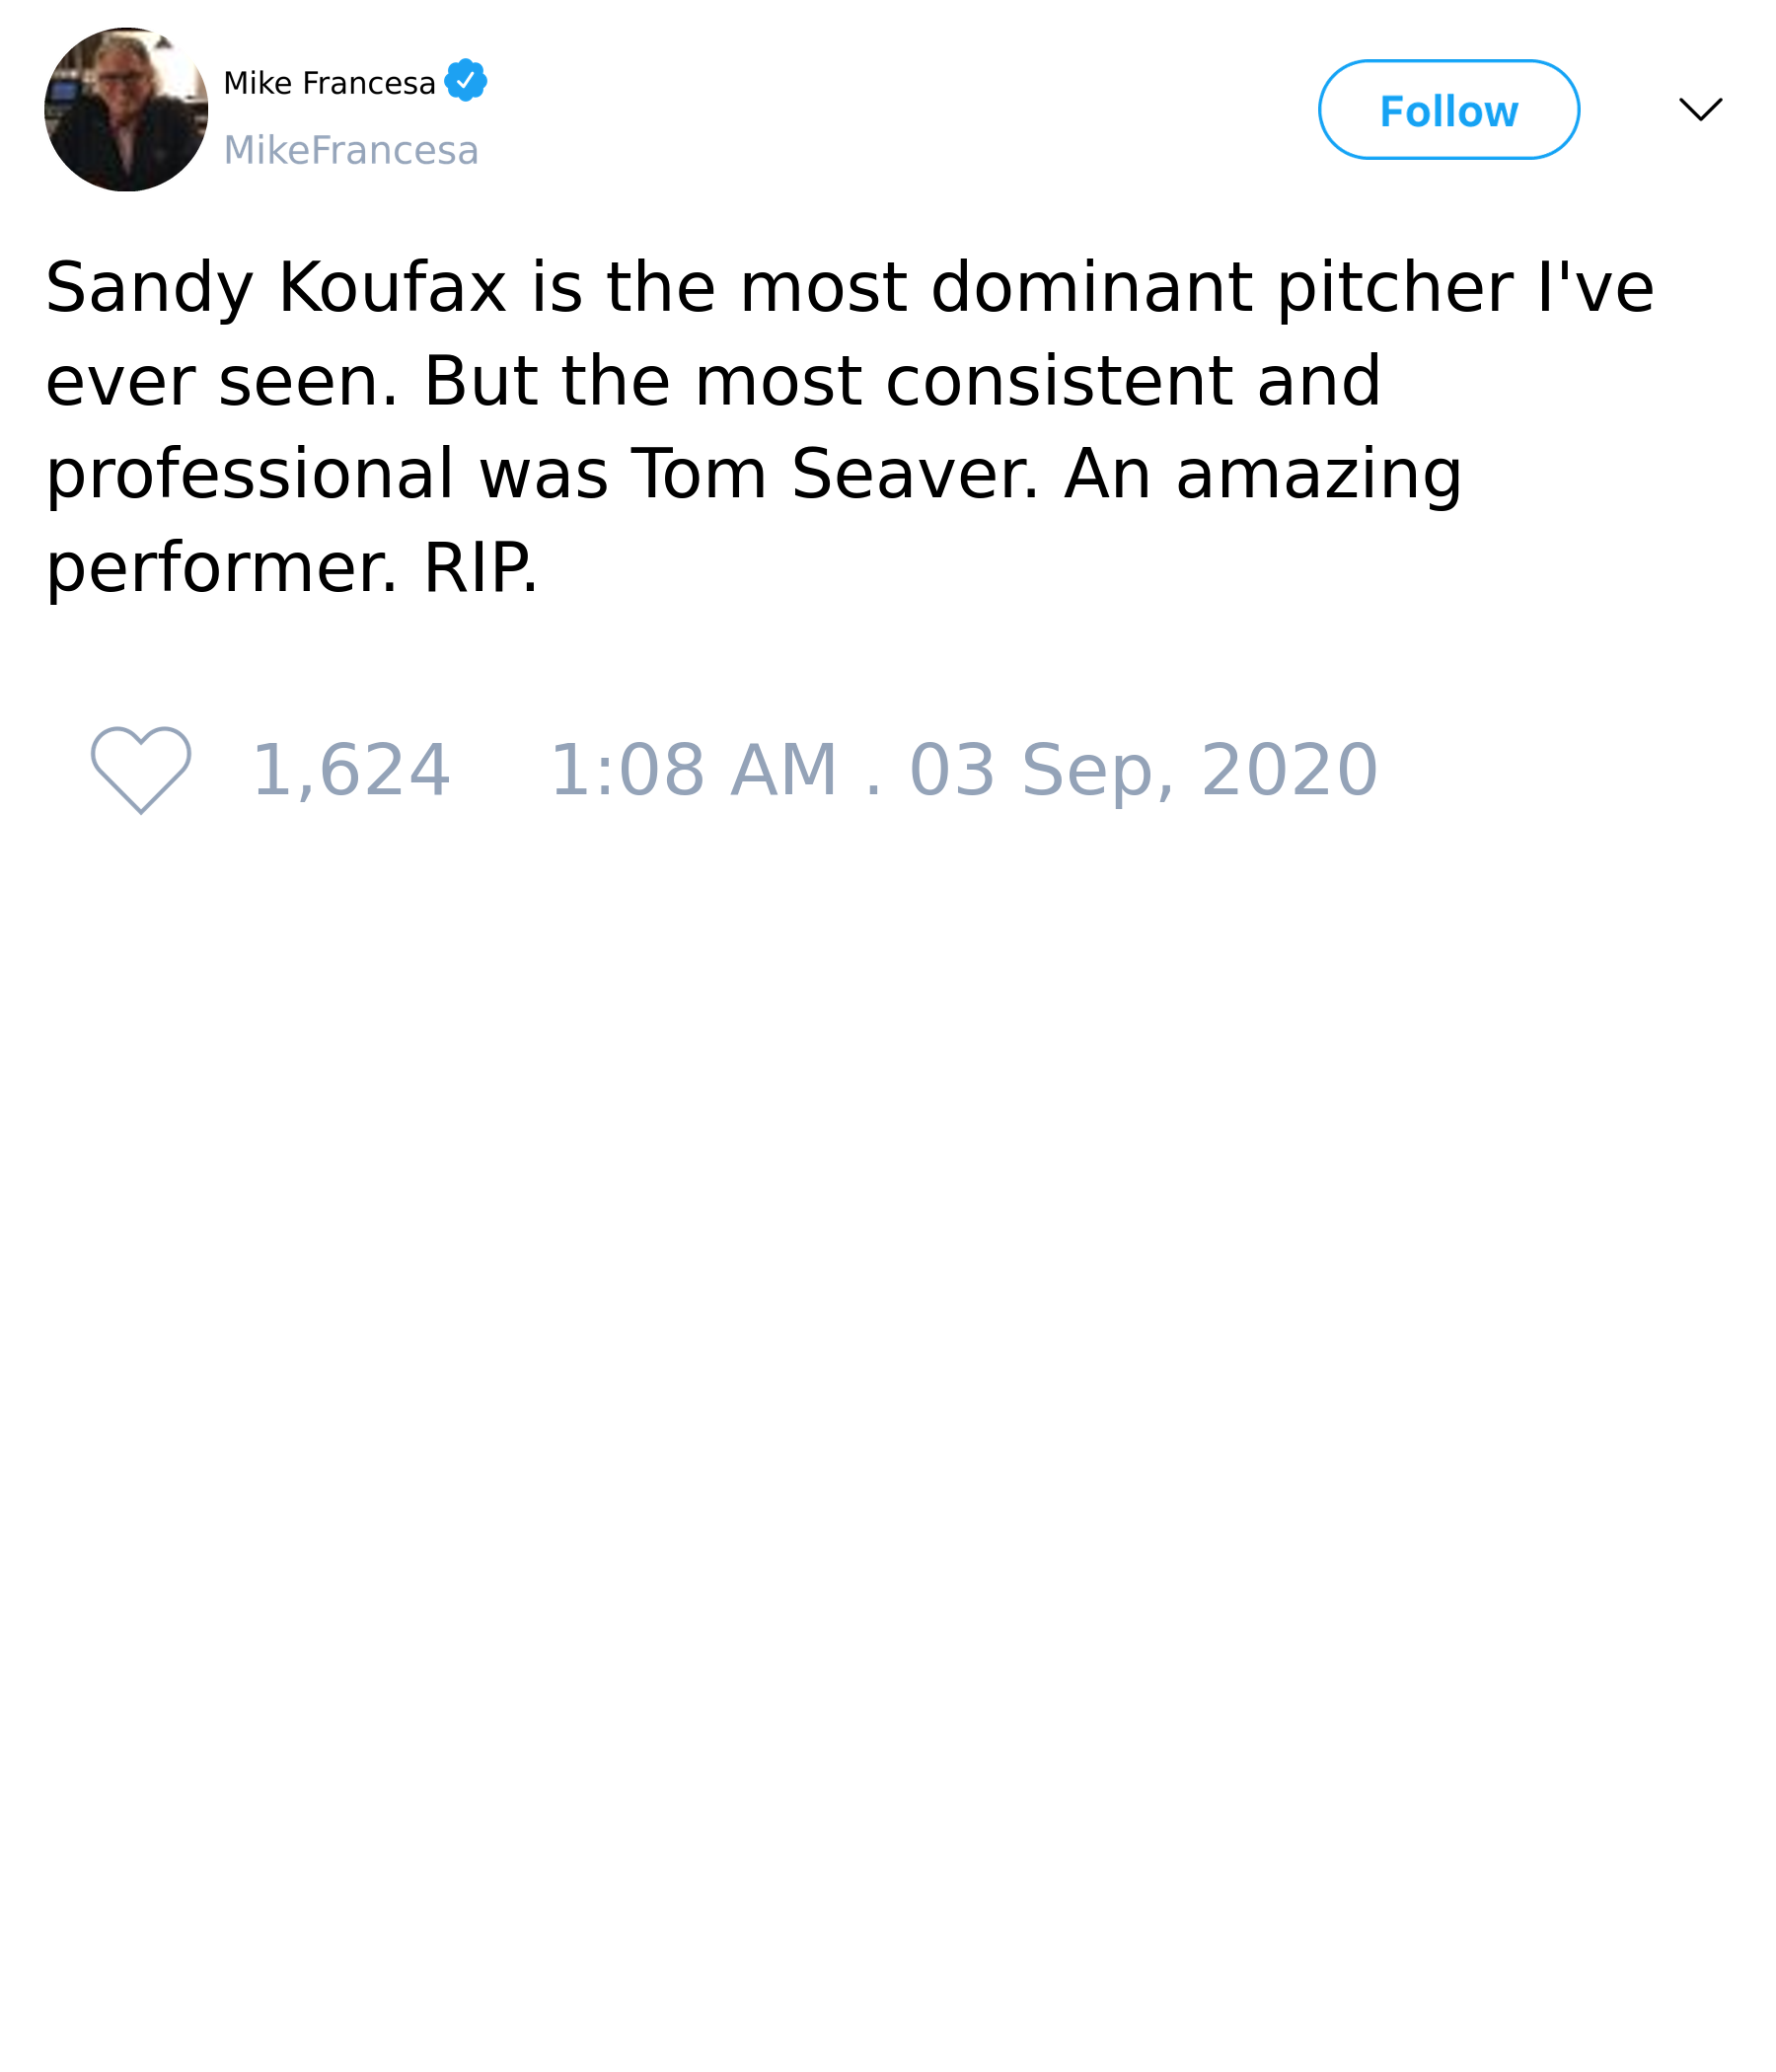 Mike Francesa
MikeFrancesa
Follow
Sandy Koufax is the most dominant pitcher I've
ever seen. But the most consistent and
professional was Tom Seaver. An amazing
performer. RIP.
1,624 1:08 AM . 03 Sep, 2020